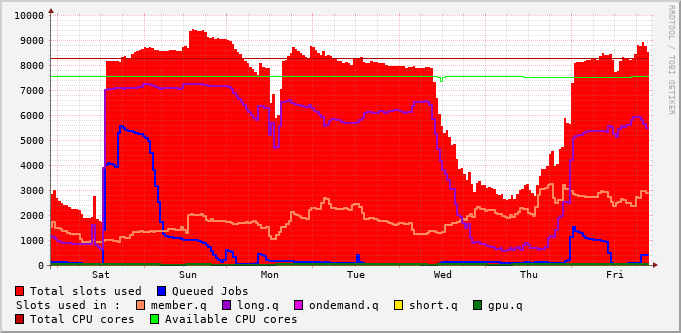 10000
9000
8000
7000
6000
5000
4000
3000
2000
1000
0
Sat Sun Mon Tue Wed Thu Fri
RRDTOOL / TOBI OETIKER
Total slots used Queued Jobs
Slots used in : member.q long.q ondemand.q short.q gpu.q
Total CPU cores Available CPU cores